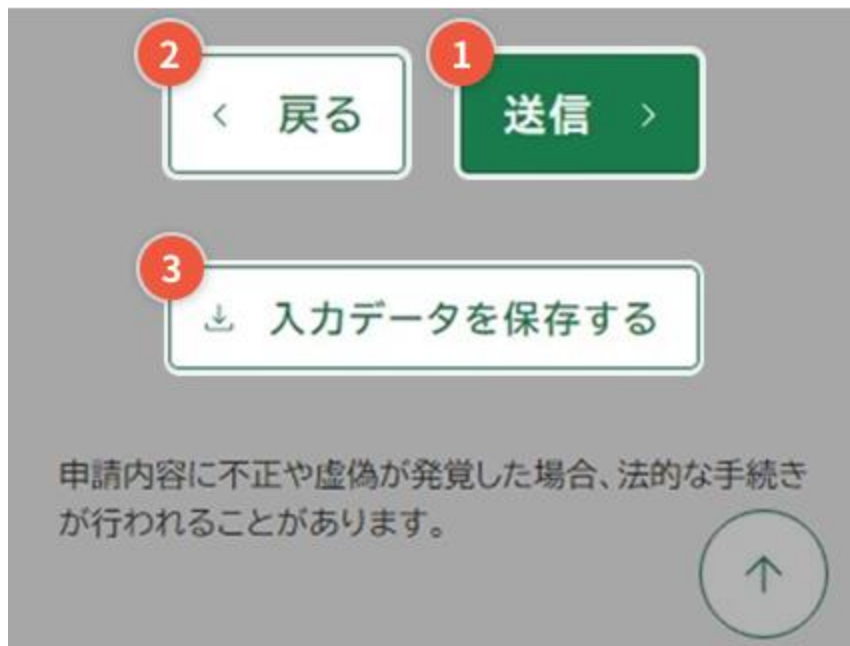 2
戻る
1
送信
3
入力データを保存する
申請内容に不正や虚偽が発覚した場合、法的な手続き
が行われることがあります。